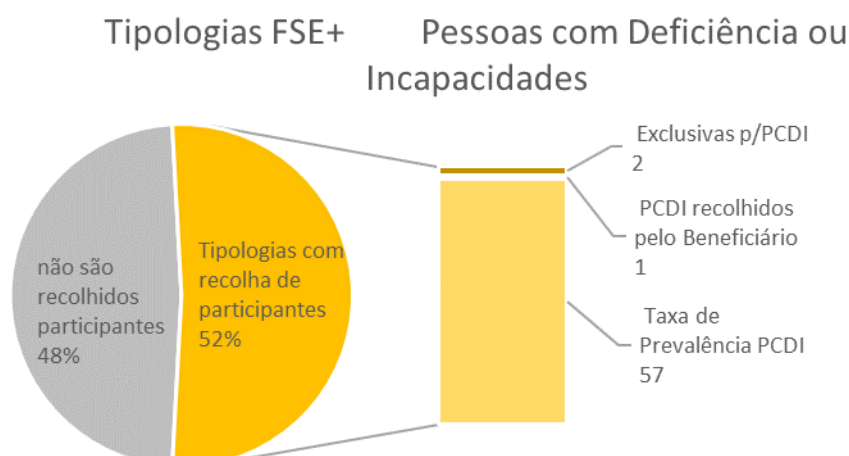 Tipologias FSE+ Pessoas com Deficiência ou
Incapacidades
não são
recolhidos
participantes
48%
Tipologias com
recolha de
participantes
52%
Exclusivas p/PCDI
2
PCDI recolhidos
pelo Beneficiário
1
Taxa de
Prevalência PCDI
57